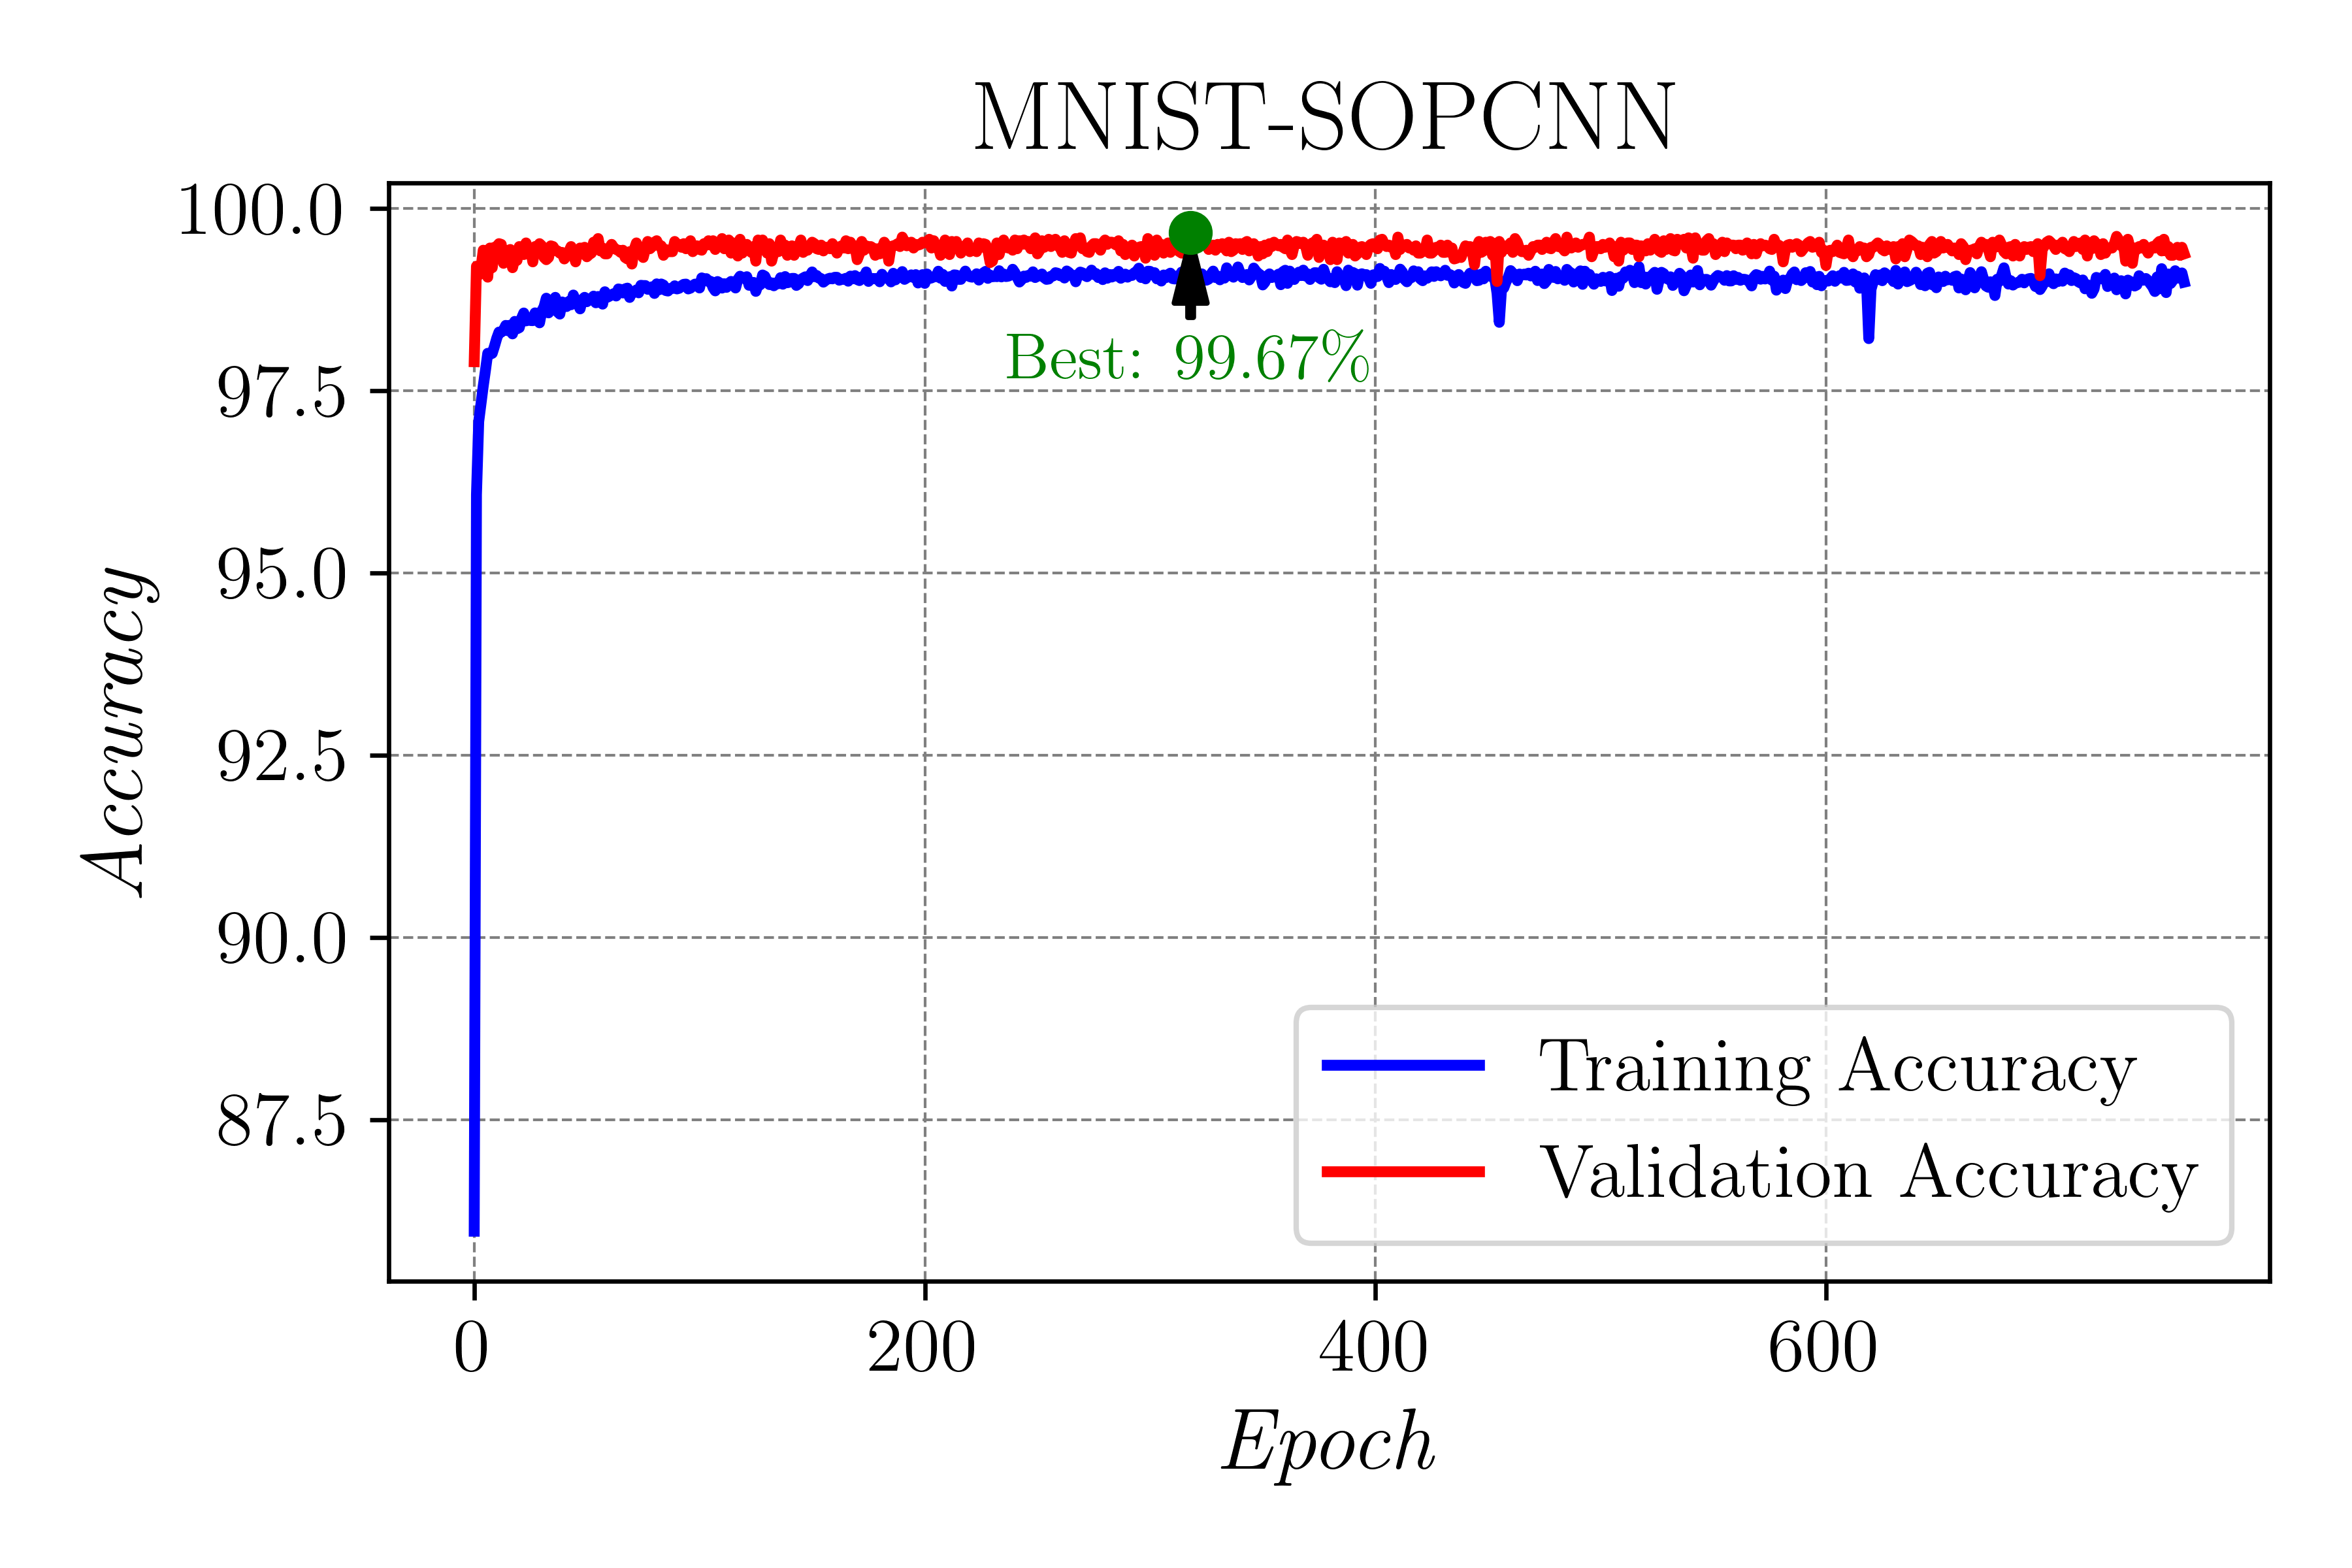 MNIST-SOPCNN
100.0
97.5
95.0
92.5
90.0
87.5
Accuracy
Best: 99.67%
Training Accuracy
Validation Accuracy
0 200 400 600
Epoch